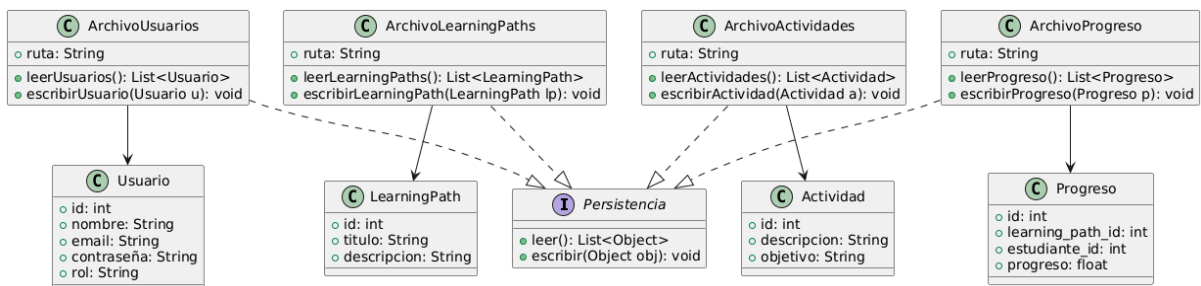 C ArchivoUsuarios
ruta: String
leerUsuarios(): List<Usuario>
escribirUsuario(Usuario u): void
C ArchivoLearningPaths
ruta: String
leerLearningPaths(): List<LearningPath>
escribirLearningPath(LearningPath lp): void
C ArchivoActividades
ruta: String
leerActividades(): List<Actividad>
escribirActividad(Actividad a): void
C ArchivoProgreso
ruta: String
leerProgreso(): List<Progreso>
escribirProgreso(Progreso p): void
C Usuario
id: int
nombre: String
email: String
contraseña: String
rol: String
C LearningPath
id: int
titulo: String
descripcion: String
I Persistencia
leer(): List<Object>
escribir(Object obj): void
C Actividad
id: int
descripcion: String
objetivo: String
C Progreso
id: int
learning_path_id: int
estudiante_id: int
progreso: float